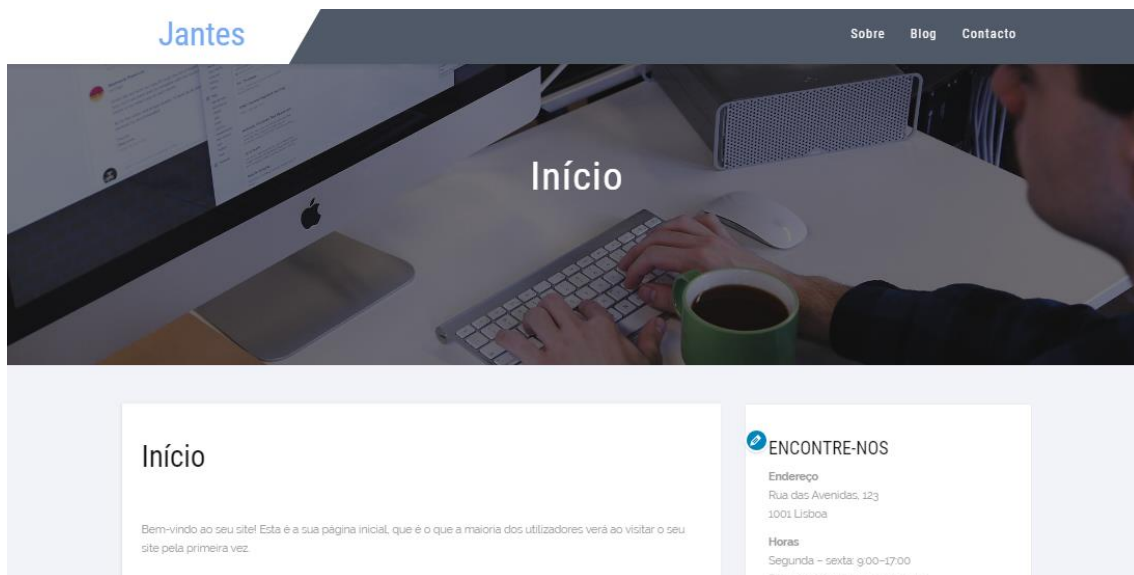 Jantes
Sobre Blog Contacto
Início
Início
Bem-vindo ao seu site! Esta é a sua página inicial, que é o que a maioria dos utilizadores verá ao visitar o seu
site pela primeira vez.
ENCONTRE-NOS
Endereço
Rua das Avenidas, 123
1001 Lisboa
Horas
Segunda – sexta: 9:00–17:00